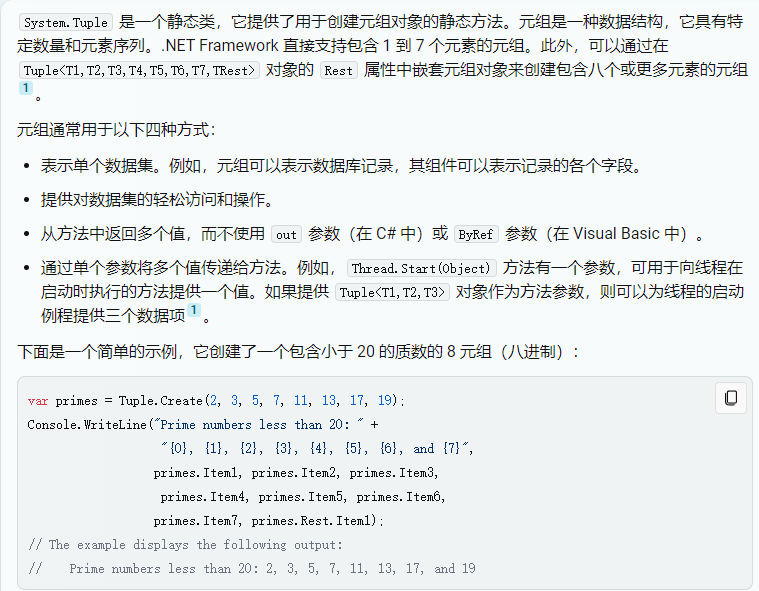 System.Tuple 是一个静态类，它提供了用于创建元组对象的静态方法。元组是一种数据结构，它具有特
定数量和元素序列。.NET Framework 直接支持包含 1 到 7 个元素的元组。此外，可以通过在
Tuple<T1,T2,T3,T4,T5,T6,T7,TRest> 对象的 Rest 属性中嵌套元组对象来创建包含八个或更多元素的元组
1 。
元组通常用于以下四种方式：
• 表示单个数据集。例如，元组可以表示数据库记录，其组件可以表示记录的各个字段。
• 提供对数据集的轻松访问和操作。
• 从方法中返回多个值，而不使用 out 参数（在 C# 中）或 ByRef 参数（在 Visual Basic 中）。
• 通过单个参数将多个值传递给方法。例如，Thread.Start(Object) 方法有一个参数，可用于向线程在
启动时执行的方法提供一个值。如果提供 Tuple<T1,T2,T3> 对象作为方法参数，则可以为线程的启动
例程提供三个数据项 1 。
下面是一个简单的示例，它创建了一个包含小于 20 的质数的 8 元组（八进制）：
var primes = Tuple.Create(2, 3, 5, 7, 11, 13, 17, 19);
Console.WriteLine("Prime numbers less than 20: " +
"{0}, {1}, {2}, {3}, {4}, {5}, {6}, and {7}",
primes.Item1, primes.Item2, primes.Item3,
primes.Item4, primes.Item5, primes.Item6,
primes.Item7, primes.Rest.Item1);
// The example displays the following output:
// Prime numbers less than 20: 2, 3, 5, 7, 11, 13, 17, and 19